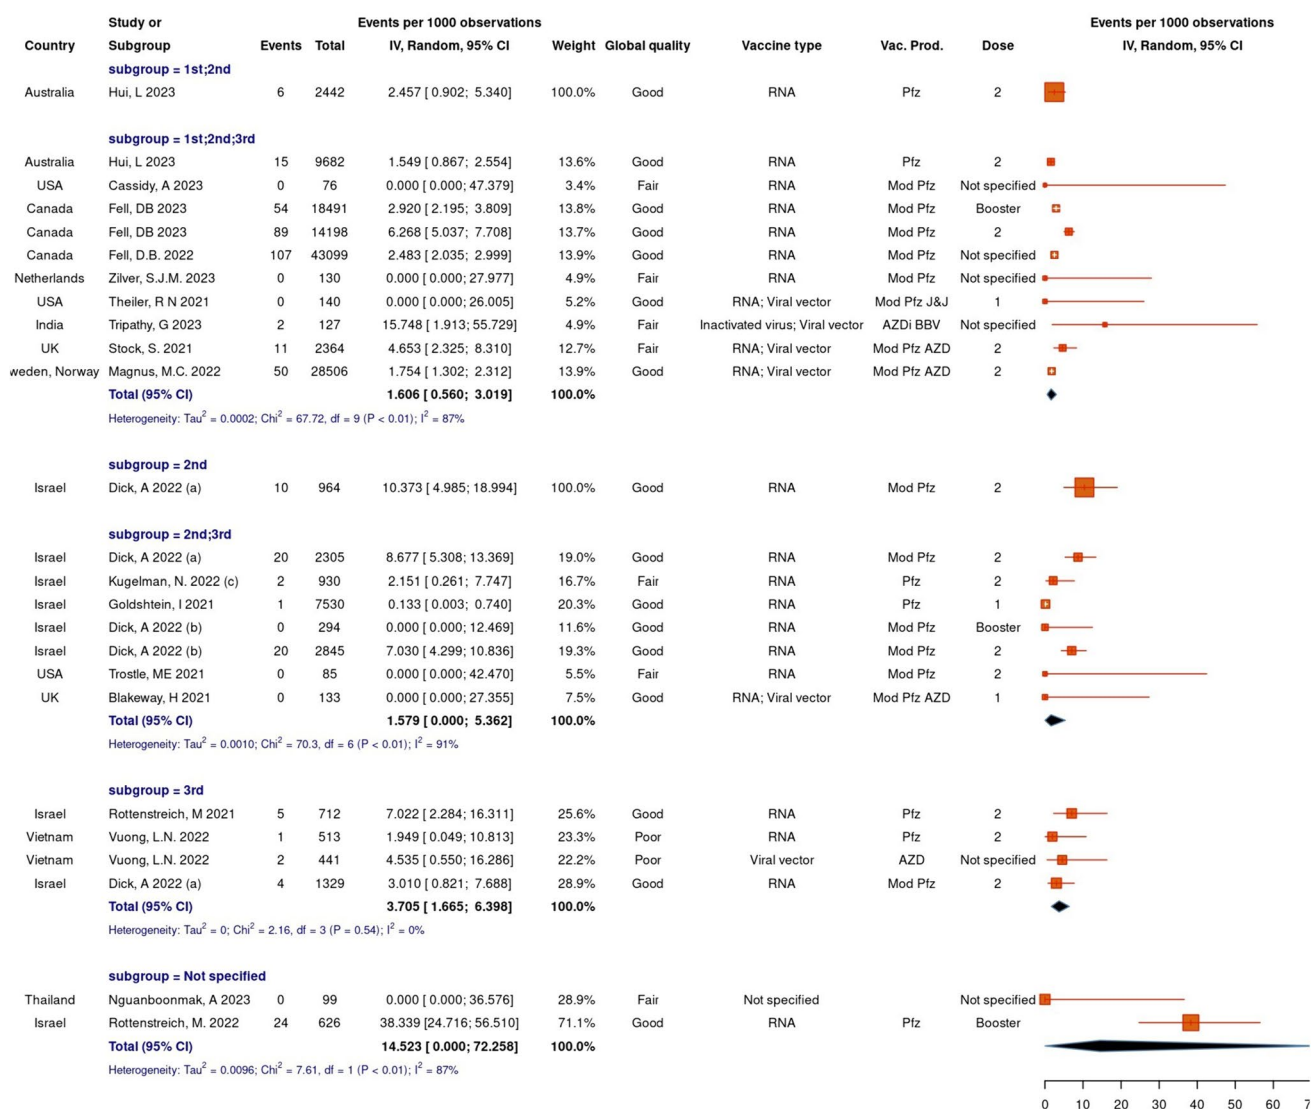 Study or Events per 1000 observations Events per 1000 observations
Country Subgroup Events Total IV, Random, 95% CI Weight Global quality Vaccine type Vac. Prod. Dose IV, Random, 95% CI
subgroup = 1st;2nd
Australia Hui, L 2023 6 2442 2.457 [ 0.902; 5.340] 100.0% Good RNA Pfz 2
subgroup = 1st;2nd;3rd
Australia Hui, L 2023 15 9682 1.549 [ 0.867; 2.554] 13.6% Good RNA Pfz 2
USA Cassidy, A 2023 0 76 0.000 [ 0.000; 47.379] 3.4% Fair RNA Mod Pfz Not specified
Canada Fell, DB 2023 54 18491 2.920 [ 2.195; 3.809] 13.8% Good RNA Mod Pfz Booster
Canada Fell, DB 2023 89 14198 6.268 [ 5.037; 7.708] 13.7% Good RNA Mod Pfz 2
Canada Fell, D.B. 2022 107 43099 2.483 [ 2.035; 2.999] 13.9% Good RNA Mod Pfz Not specified
Netherlands Zilver, S.J.M. 2023 0 130 0.000 [ 0.000; 27.977] 4.9% Fair RNA Mod Pfz Not specified
USA Theiler, R N 2021 0 140 0.000 [ 0.000; 26.005] 5.2% Good RNA; Viral vector Mod Pfz J&J 1
India Tripathy, G 2023 2 127 15.748 [ 1.913; 55.729] 4.9% Fair Inactivated virus; Viral vector AZDi BBV Not specified
UK Stock, S. 2021 11 2364 4.653 [ 2.325; 8.310] 12.7% Fair RNA; Viral vector Mod Pfz AZD 2
weden, Norway Magnus, M.C. 2022 50 28506 1.754 [ 1.302; 2.312] 13.9% Good RNA; Viral vector Mod Pfz AZD 2
Total (95% CI) 1.606 [ 0.560; 3.019] 100.0%
Heterogeneity: Tau² = 0.0002; Chi² = 67.72, df = 9 (P < 0.01); I² = 87%
subgroup = 2nd
Israel Dick, A 2022 (a) 10 964 10.373 [ 4.985; 18.994] 100.0% Good RNA Mod Pfz 2
subgroup = 2nd;3rd
Israel Dick, A 2022 (a) 20 2305 8.677 [ 5.308; 13.369] 19.0% Good RNA Mod Pfz 2
Israel Kugelman, N. 2022 (c) 2 930 2.151 [ 0.261; 7.747] 16.7% Fair RNA Pfz 2
Israel Goldshtein, I 2021 1 7530 0.133 [ 0.003; 0.740] 20.3% Good RNA Pfz 1
Israel Dick, A 2022 (b) 0 294 0.000 [ 0.000; 12.469] 11.6% Good RNA Mod Pfz Booster
Israel Dick, A 2022 (b) 20 2845 7.030 [ 4.299; 10.836] 19.3% Good RNA Mod Pfz 2
USA Trostle, ME 2021 0 85 0.000 [ 0.000; 42.470] 5.5% Fair RNA Mod Pfz 2
UK Blakeway, H 2021 0 133 0.000 [ 0.000; 27.355] 7.5% Good RNA; Viral vector Mod Pfz AZD 1
Total (95% CI) 1.579 [ 0.000; 5.362] 100.0%
Heterogeneity: Tau² = 0.0010; Chi² = 70.3, df = 6 (P < 0.01); I² = 91%
subgroup = 3rd
Israel Rottenstreich, M 2021 5 712 7.022 [ 2.284; 16.311] 25.6% Good RNA Pfz 2
Vietnam Vuong, L.N. 2022 1 513 1.949 [ 0.049; 10.813] 23.3% Poor RNA Pfz 2
Vietnam Vuong, L.N. 2022 2 441 4.535 [ 0.550; 16.286] 22.2% Poor Viral vector AZD Not specified
Israel Dick, A 2022 (a) 4 1329 3.010 [ 0.821; 7.688] 28.9% Good RNA Mod Pfz 2
Total (95% CI) 3.705 [ 1.665; 6.398] 100.0%
Heterogeneity: Tau² = 0; Chi² = 2.16, df = 3 (P = 0.54); I² = 0%
subgroup = Not specified
Thailand Nguanboonmak, A 2023 0 99 0.000 [ 0.000; 36.576] 28.9% Fair Not specified Not specified
Israel Rottenstreich, M. 2022 24 626 38.339 [24.716; 56.510] 71.1% Good RNA Pfz Booster
Total (95% CI) 14.523 [ 0.000; 72.258] 100.0%
Heterogeneity: Tau² = 0.0096; Chi² = 7.61, df = 1 (P < 0.01); I² = 87%
0 10 20 30 40 50 60 7